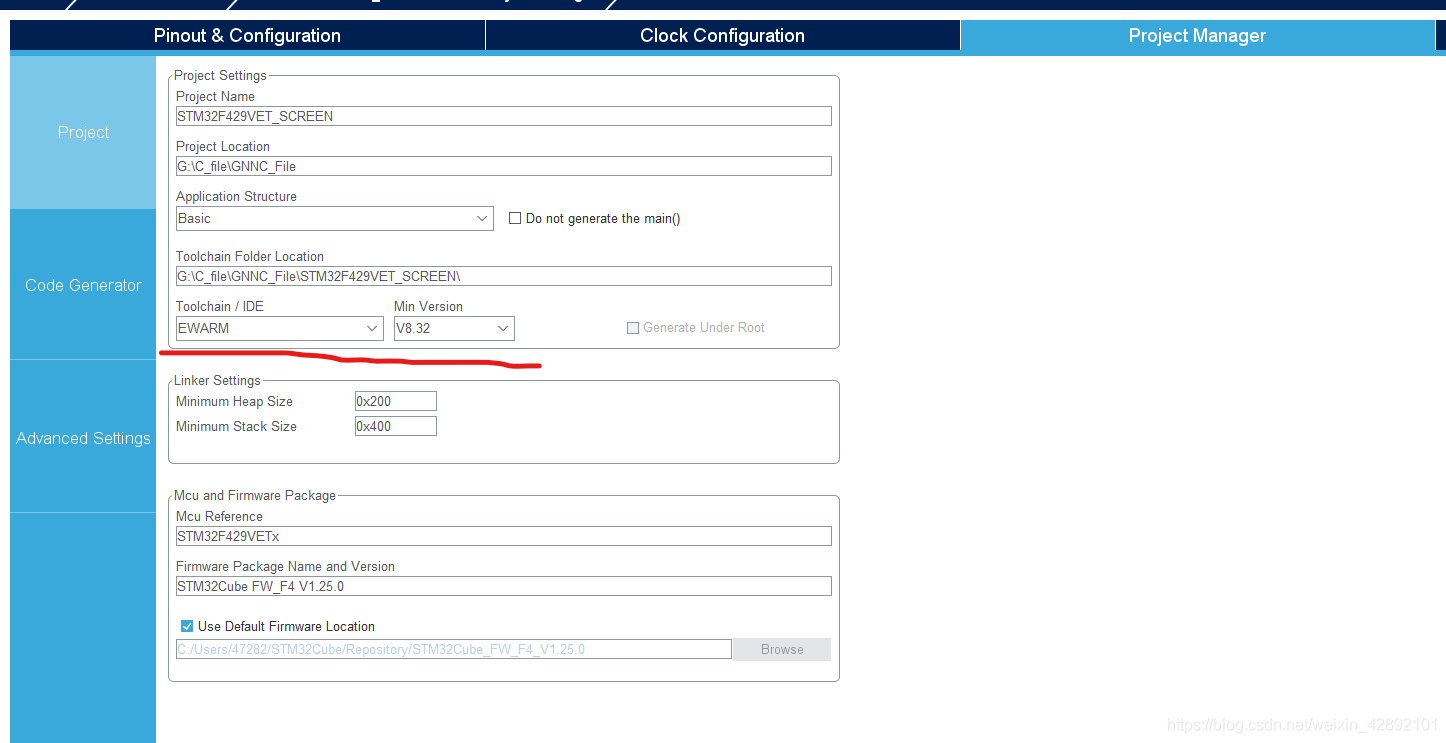 Pinout & Configuration
Clock Configuration
Project Manager
Project
Code Generator
Advanced Settings
Project Settings
Project Name
STM32F429VET_SCREEN
Project Location
G:\C_file\GNNC_File
Application Structure
Basic
Do not generate the main()
Toolchain Folder Location
G:\C_file\GNNC_File\STM32F429VET_SCREEN\
Toolchain / IDE
Min Version
EWARM
V8.32
Generate Under Root
Linker Settings
Minimum Heap Size
0x200
Minimum Stack Size
0x400
Mcu and Firmware Package
Mcu Reference
STM32F429VETx
Firmware Package Name and Version
STM32Cube FW_F4 V1.25.0
Use Default Firmware Location
C:/Users/47282/STM32Cube/Repository/STM32Cube_FW_F4_V1.25.0
Browse
https://blog.csdn.net/weixin_42892101